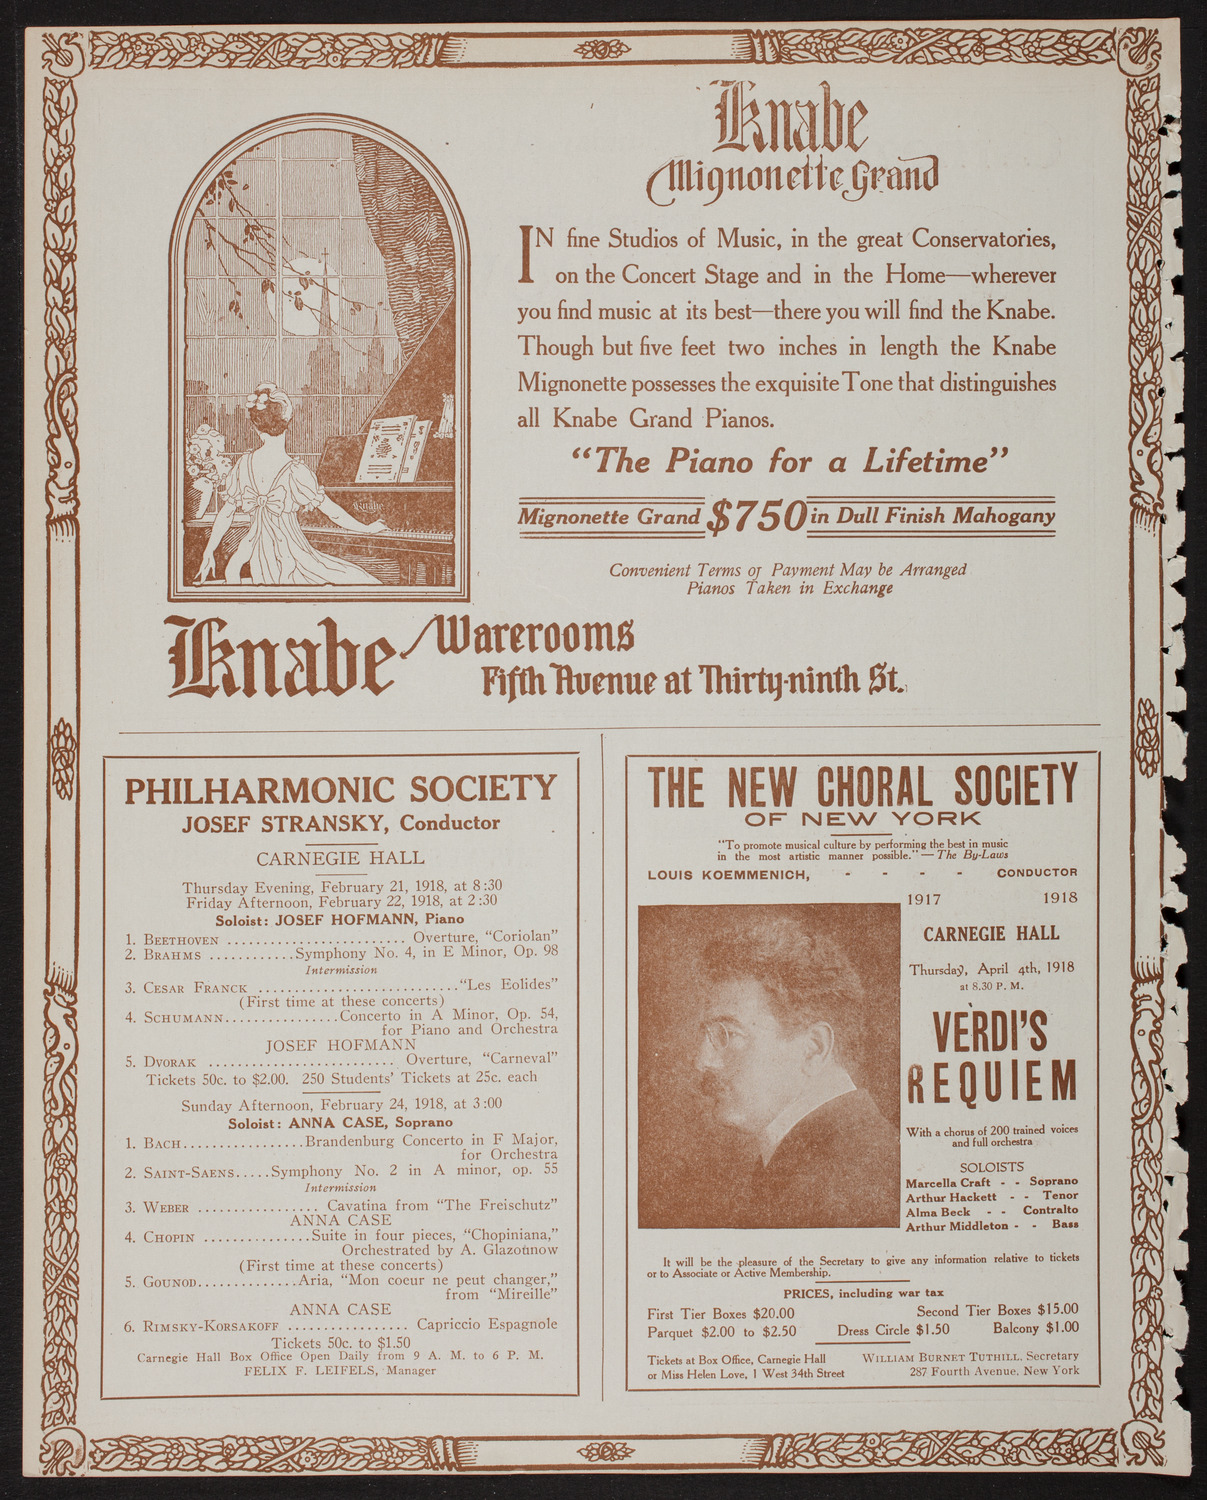 Knabe
Mignonette Grand
IN fine Studios of Music, in the great Conservatories,
on the Concert Stage and in the Home—wherever
you find music at its best—there you will find the Knabe.
Though but five feet two inches in length the Knabe
Mignonette possesses the exquisite Tone that distinguishes
all Knabe Grand Pianos.
"The Piano for a Lifetime"
Mignonette Grand $750 in Dull Finish Mahogany
Convenient Terms of Payment May be Arranged
Pianos Taken in Exchange
Knabe
Knabe Warerooms
Fifth Avenue at Thirty-ninth St.
PHILHARMONIC SOCIETY
JOSEF STRANSKY, Conductor
CARNEGIE HALL
Thursday Evening, February 21, 1918, at 8:30
Friday Afternoon, February 22, 1918, at 2:30
Soloist: JOSEF HOFMANN, Piano
1. BEETHOVEN ........................ Overture, "Coriolan"
2. BRAHMS ............Symphony No. 4, in E Minor, Op. 98
Intermission
3. CESAR FRANCK ..........................."Les Eolides"
(First time at these concerts)
4. SCHUMANN................Concerto in A Minor, Op. 54,
for Piano and Orchestra
JOSEF HOFMANN
5. DVORAK .......................... Overture, "Carneval"
Tickets 50c. to $2.00. 250 Students' Tickets at 25c. each
Sunday Afternoon, February 24, 1918, at 3:00
Soloist: ANNA CASE, Soprano
1. BACH.................Brandenburg Concerto in F Major,
for Orchestra
2. SAINT-SAENS.....Symphony No. 2 in A minor, op. 55
Intermission
3. WEBER ................. Cavatina from "The Freischutz"
ANNA CASE
4. CHOPIN ...............Suite in four pieces, "Chopiniana,"
Orchestrated by A. Glazounow
(First time at these concerts)
5. GOUNOD..............Aria, "Mon coeur ne peut changer,"
from "Mireille"
ANNA CASE
6. RIMSKY-KORSAKOFF ................. Capriccio Espagnole
Tickets 50c. to $1.50
Carnegie Hall Box Office Open Daily from 9 A. M. to 6 P. M.
FELIX F. LEIFELS, Manager
THE NEW CHORAL SOCIETY
OF NEW YORK
"To promote musical culture by performing the best in music
in the most artistic manner possible."—The By-Laws
LOUIS KOEMMENICH, - - - - CONDUCTOR
1917 1918
CARNEGIE HALL
Thursday, April 4th, 1918
at 8.30 P. M.
VERDI'S
REQUIEM
With a chorus of 200 trained voices
and full orchestra
SOLOISTS
Marcella Craft - - Soprano
Arthur Hackett - - Tenor
Alma Beck - - Contralto
Arthur Middleton - - Bass
It will be the pleasure of the Secretary to give any information relative to tickets
or to Associate or Active Membership.
PRICES, including war tax
First Tier Boxes $20.00 Second Tier Boxes $15.00
Parquet $2.00 to $2.50 Dress Circle $1.50 Balcony $1.00
Tickets at Box Office, Carnegie Hall
or Miss Helen Love, 1 West 34th Street
WILLIAM BURNET TUTHILL, Secretary
287 Fourth Avenue, New York